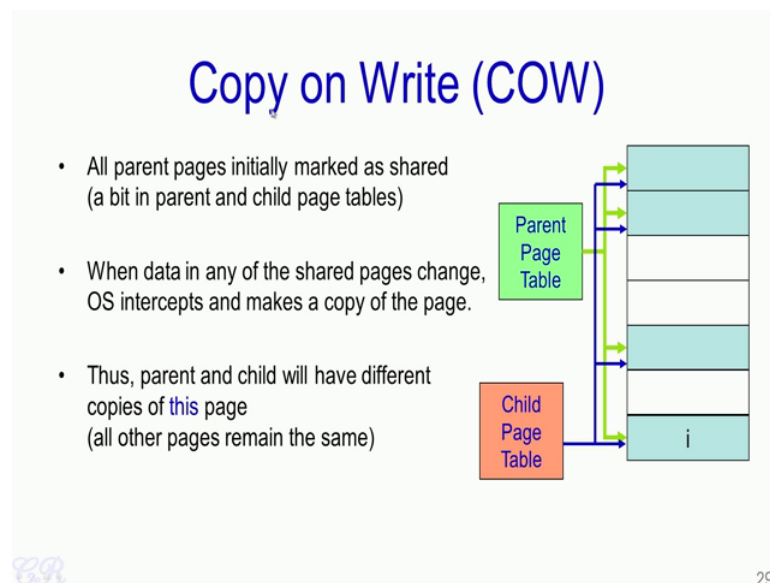 Copy on Write (COW)
• All parent pages initially marked as shared
(a bit in parent and child page tables)
• When data in any of the shared pages change,
OS intercepts and makes a copy of the page.
• Thus, parent and child will have different
copies of this page
(all other pages remain the same)
Parent
Page
Table
Child
Page
Table
i
29